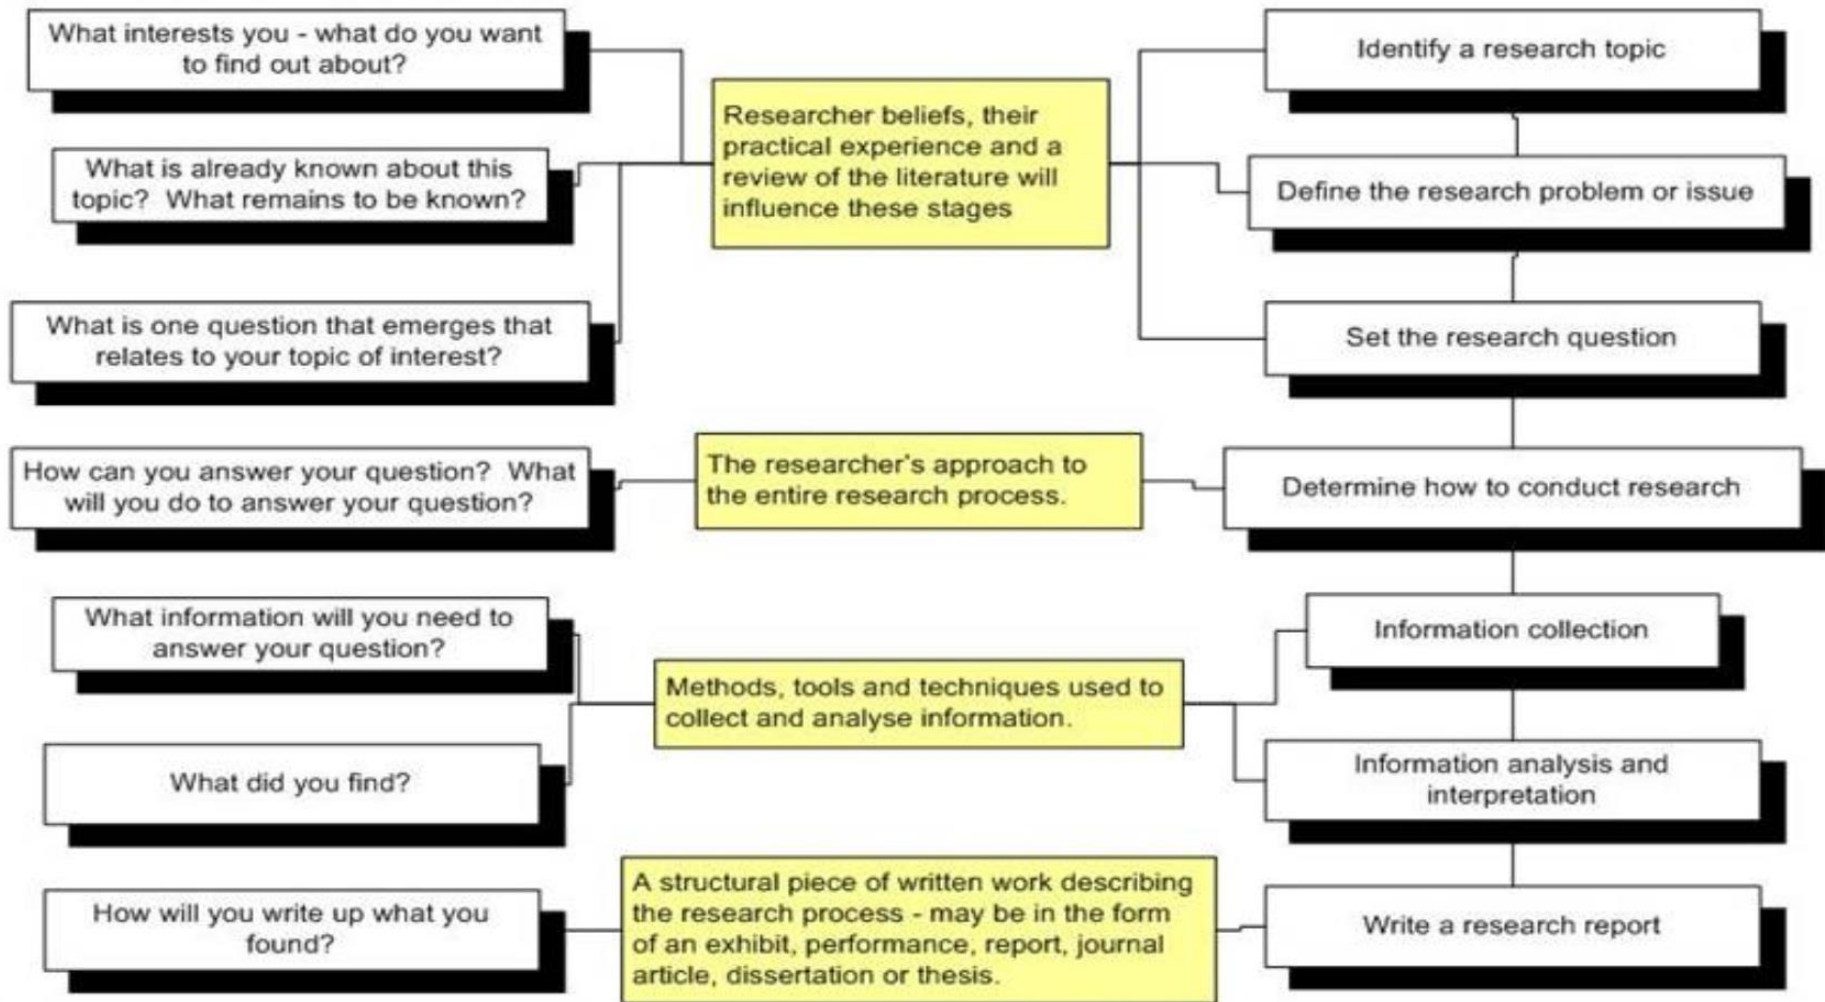 What interests you - what do you want
to find out about?
Identify a research topic
Researcher beliefs, their
practical experience and a
review of the literature will
influence these stages
What is already known about this
topic?  What remains to be known?
Define the research problem or issue
What is one question that emerges that
relates to your topic of interest?
Set the research question
How can you answer your question?  What
will you do to answer your question?
The researcher's approach to
the entire research process.
Determine how to conduct research
What information will you need to
answer your question?
Information collection
Methods, tools and techniques used to
collect and analyse information.
What did you find?
Information analysis and
interpretation
How will you write up what you
found?
A structural piece of written work describing
the research process - may be in the form
of an exhibit, performance, report, journal
article, dissertation or thesis.
Write a research report